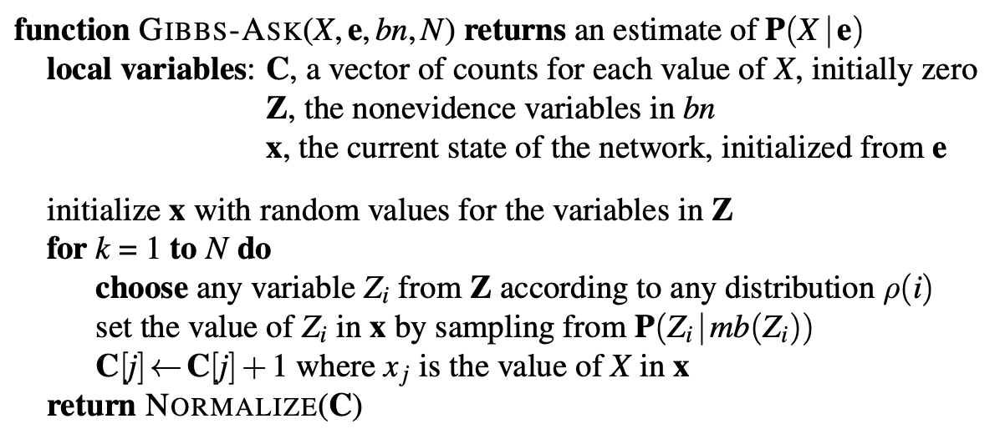 function GIBBS-ASK(X, e, bn, N) returns an estimate of P(X | e)
local variables: C, a vector of counts for each value of X, initially zero
Z, the nonevidence variables in bn
x, the current state of the network, initialized from e
initialize x with random values for the variables in Z
for k = 1 to N do
choose any variable Zᵢ from Z according to any distribution ρ(i)
set the value of Zᵢ in x by sampling from P(Zᵢ | mb(Zᵢ))
C[j] ← C[j] + 1 where xⱼ is the value of X in x
return NORMALIZE(C)